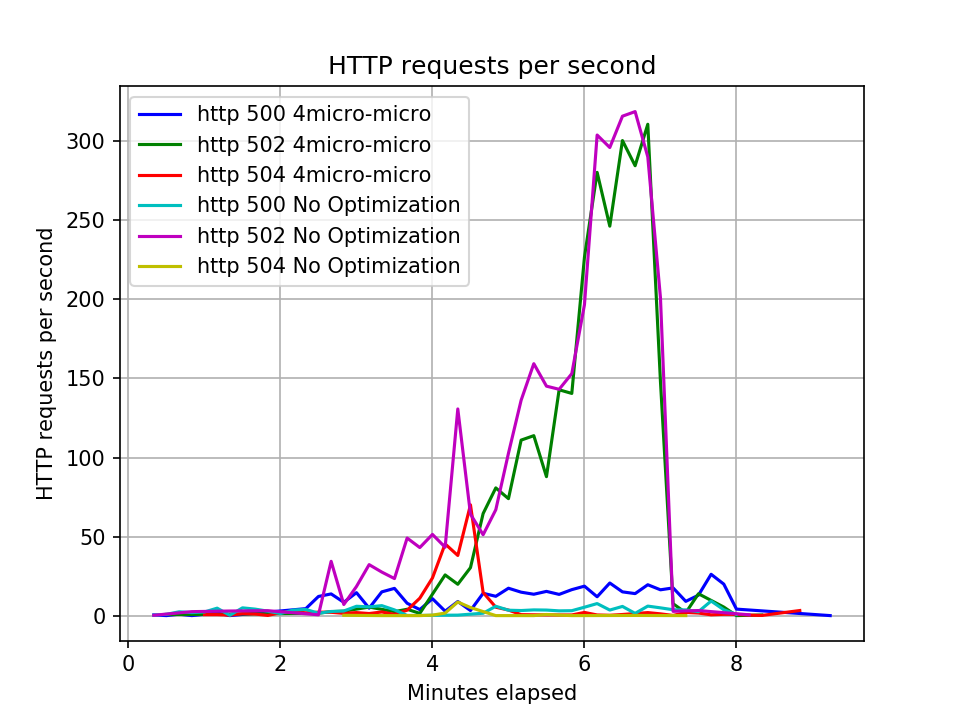 HTTP requests per second
http 500 4micro-micro
http 502 4micro-micro
http 504 4micro-micro
http 500 No Optimization
http 502 No Optimization
http 504 No Optimization
HTTP requests per second
300
250
200
150
100
50
0
0 2 4 6 8
Minutes elapsed